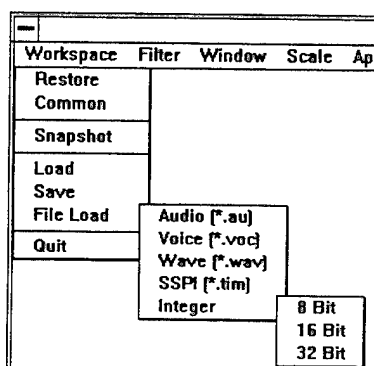 Workspace Filter Window Scale Ap
Restore
Common
Snapshot
Load
Save
File Load
Quit
Audio (*.au)
Voice (*.voc)
Wave (*.wav)
SSPI (*.tim)
Integer
8 Bit
16 Bit
32 Bit